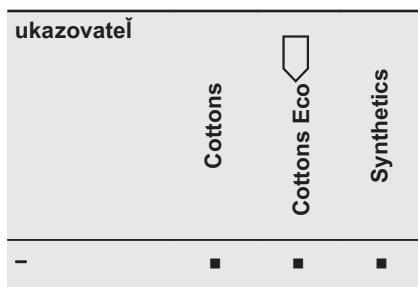 ukazovateľ
Cottons
Cottons Eco
Synthetics
– ■ ■ ■